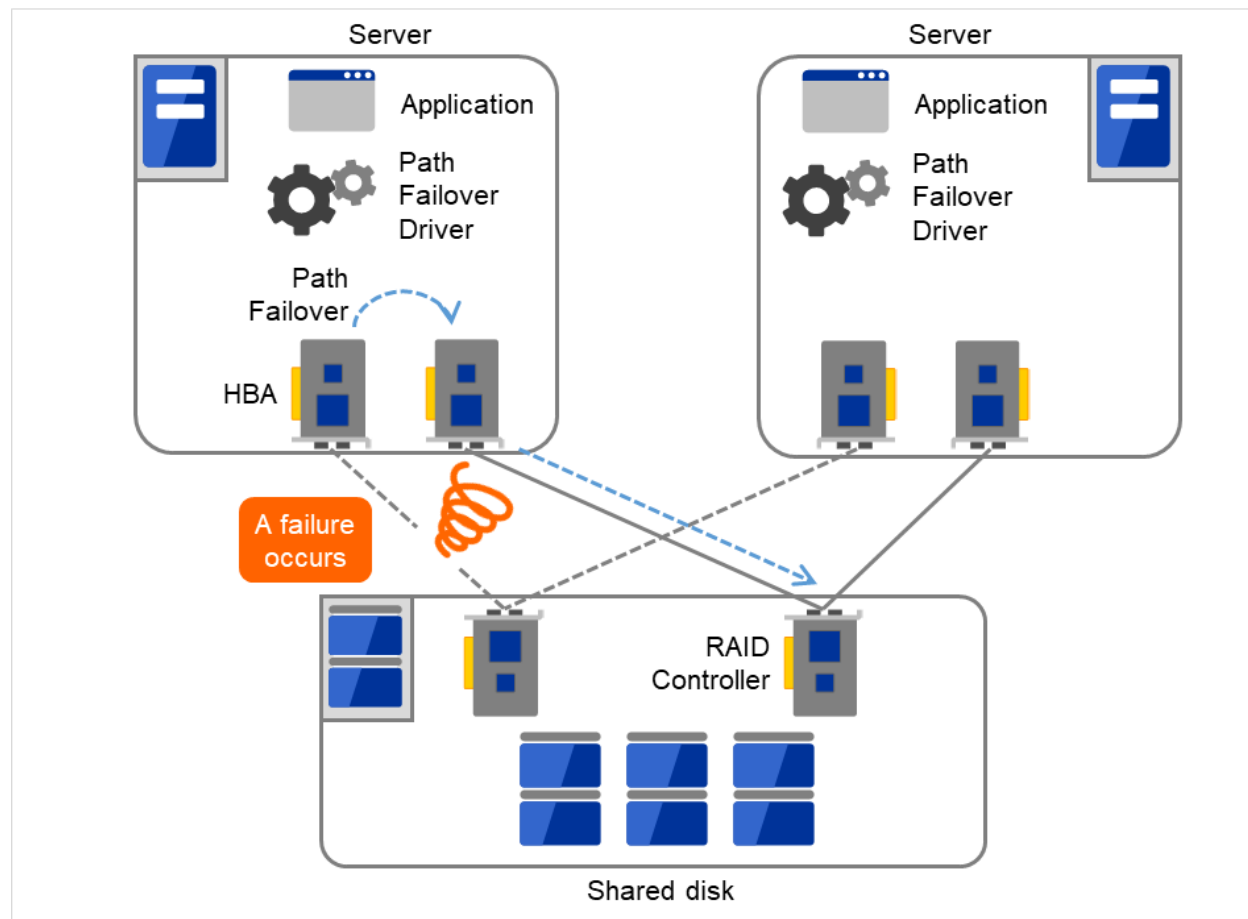 Server
Server
Application
Application
Path
Failover
Driver
Path
Failover
Driver
Path
Failover
HBA
A failure
occurs
RAID
Controller
Shared disk